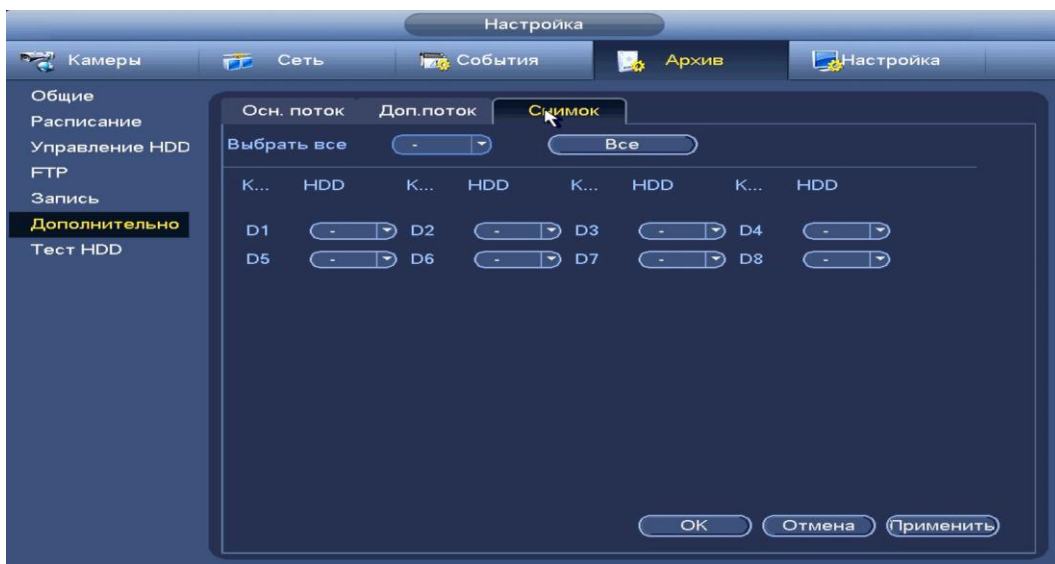 Настройка
Камеры Сеть События Архив Настройка
Общие
Расписание
Управление HDD
FTP
Запись
Дополнительно
Тест HDD
Осн. поток Доп.поток Снимок
Выбрать все - Все
К... HDD К... HDD К... HDD К... HDD
D1 - D2 - D3 - D4 -
D5 - D6 - D7 - D8 -
OK Отмена Применить